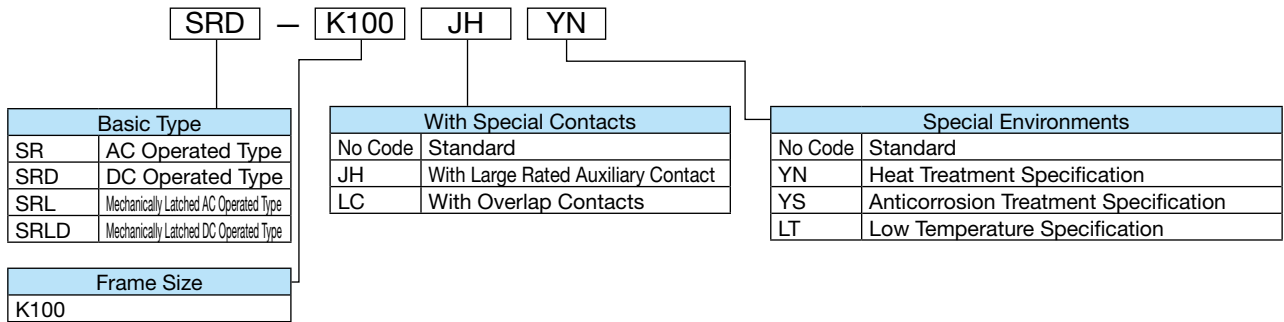 SRD — K100 JH YN
Basic Type
SR AC Operated Type
SRD DC Operated Type
SRL Mechanically Latched AC Operated Type
SRLD Mechanically Latched DC Operated Type
Frame Size
K100
With Special Contacts
No Code Standard
JH With Large Rated Auxiliary Contact
LC With Overlap Contacts
Special Environments
No Code Standard
YN Heat Treatment Specification
YS Anticorrosion Treatment Specification
LT Low Temperature Specification